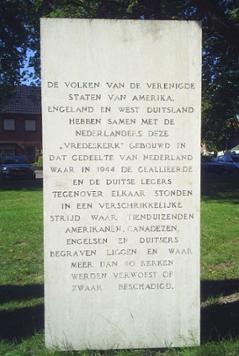 DE VOLKEN VAN DE VERENIGDE
STATEN VAN AMERIKA,
ENGELAND EN WEST DUITSLAND
HEBBEN SAMEN MET DE
NEDERLANDERS DEZE
„VREDESKERK" GEBOUWD IN
DAT GEDEELTE VAN NEDERLAND
WAAR IN 1944 DE GEALLIEERDE
EN DE DUITSE LEGERS
TEGENOVER ELKAAR STONDEN
IN EEN VERSCHRIKKELIJKE
STRIJD WAAR TIENDUIZENDEN
AMERIKANEN, CANADEZEN,
ENGELSEN EN DUITSERS
BEGRAVEN LIGGEN EN WAAR
MEER DAN 40 KERKEN
WERDEN VERWOEST OF
ZWAAR BESCHADIGD.